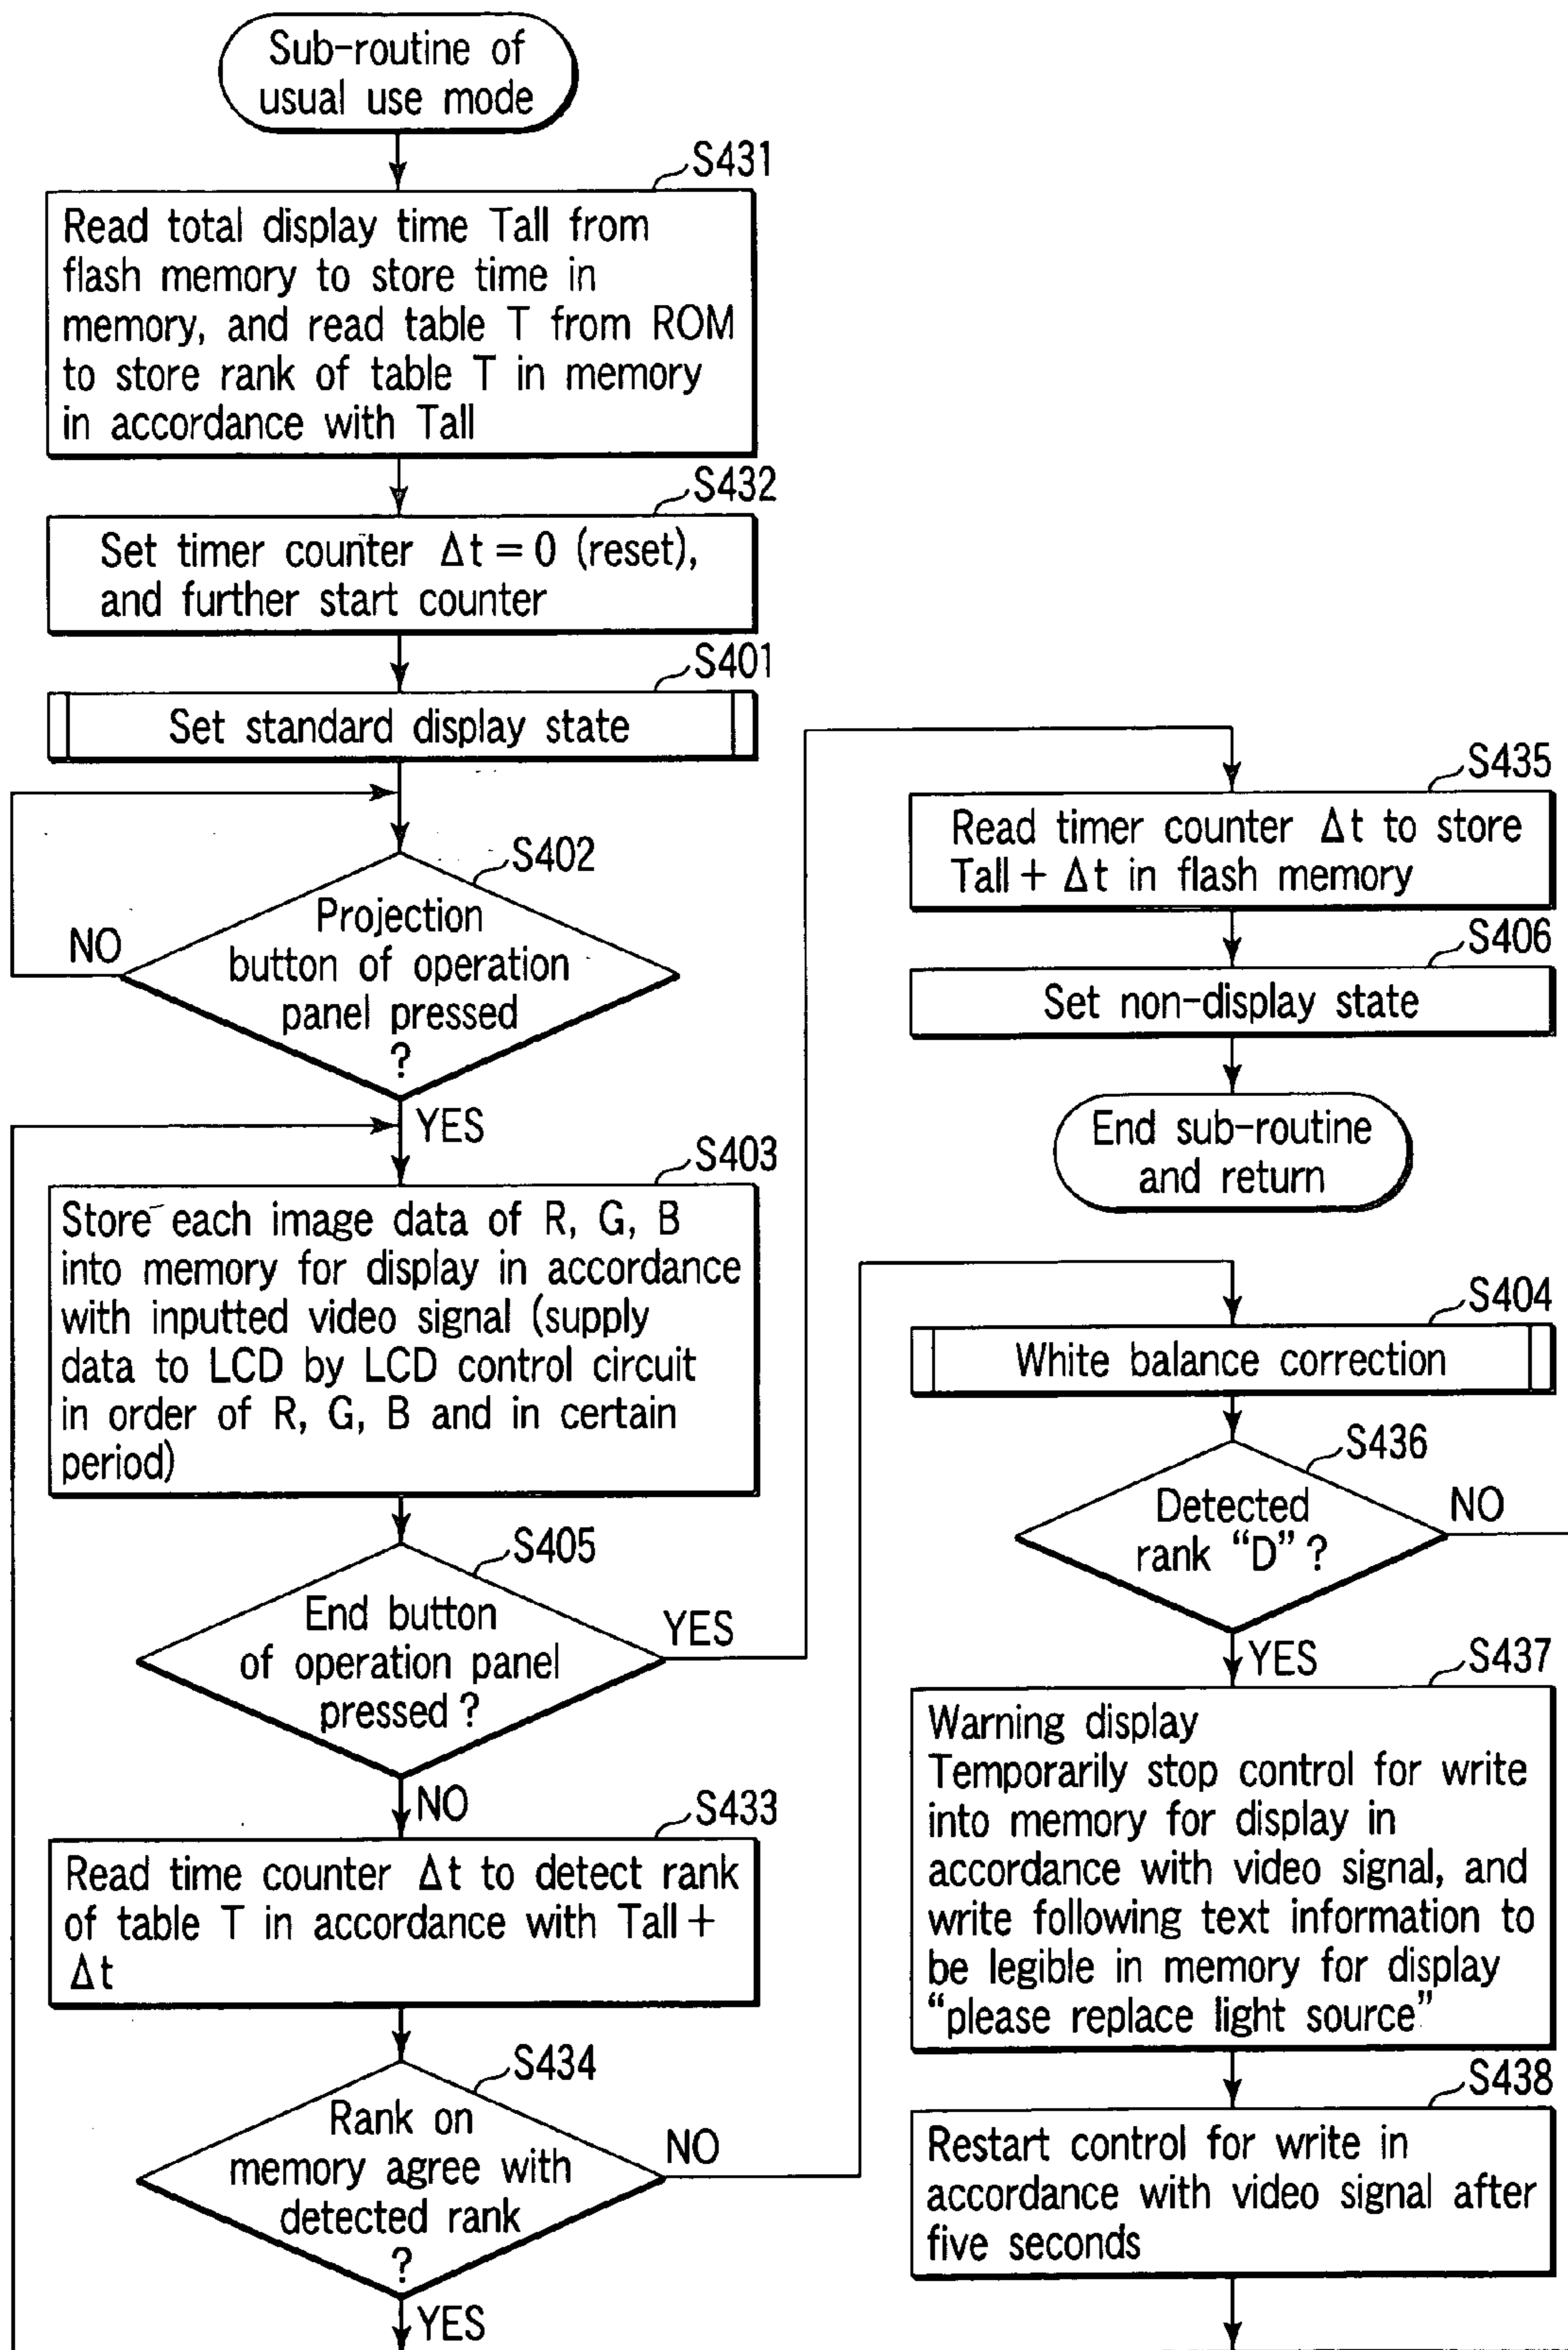 Sub-routine of
usual use mode
S431
Read total display time Tall from
flash memory to store time in
memory, and read table T from ROM
to store rank of table T in memory
in accordance with Tall
S432
Set timer counter Δt = 0 (reset),
and further start counter
S401
Set standard display state
S402
Projection
button of operation
panel pressed
?
NO
YES
S403
Store each image data of R, G, B
into memory for display in accordance
with inputted video signal (supply
data to LCD by LCD control circuit
in order of R, G, B and in certain
period)
S405
End button
of operation panel
pressed ?
YES
NO
S433
Read time counter Δt to detect rank
of table T in accordance with Tall +
Δt
S434
Rank on
memory agree with
detected rank
?
NO
YES
S435
Read timer counter Δt to store
Tall + Δt in flash memory
S406
Set non-display state
End sub-routine
and return
S404
White balance correction
S436
Detected
rank “D” ?
NO
YES
S437
Warning display
Temporarily stop control for write
into memory for display in
accordance with video signal, and
write following text information to
be legible in memory for display
“please replace light source”
S438
Restart control for write in
accordance with video signal after
five seconds